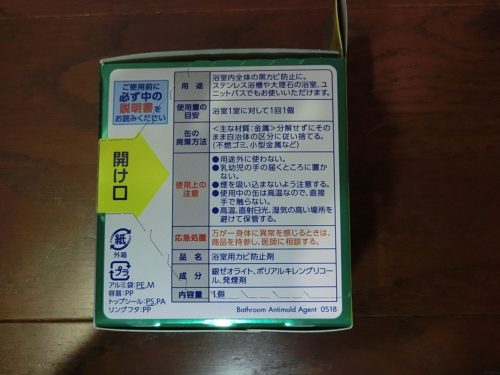 ご使用前に
必ず中の
説明書を
お読みください
開け口
紙
外箱
プラ
アルミ袋:PE,M
容器:PP
トップシール:PS,PA
リングフタ:PP
用途 浴室内全体の黒カビ防止に。
ステンレス浴槽や大理石の浴室、ユ
ニットバスでもお使いいただけます。
使用量の
目安
浴室1室に対して1回1個
缶の
廃棄方法
<主な材質:金属>分解せずにそのま
ま自治体の区分に従い捨てる。
(不燃ゴミ、小型金属など)
使用上の
注意
●用途外に使わない。
●乳幼児の手の届くところに置か
ない。
●煙を吸い込まないよう注意する。
●使用中の缶は高温なので、直接
手で触らない。
●高温、直射日光、湿気の高い場所を
避けて保管する。
応急処置 万が一身体に異常を感じるときは、
商品を持参し、医師に相談する。
品名 浴室用カビ防止剤
成分 銀ゼオライト、ポリアルキレングリコー
ル、発煙剤
内容量 1個
Bathroom Antimold Agent 0518